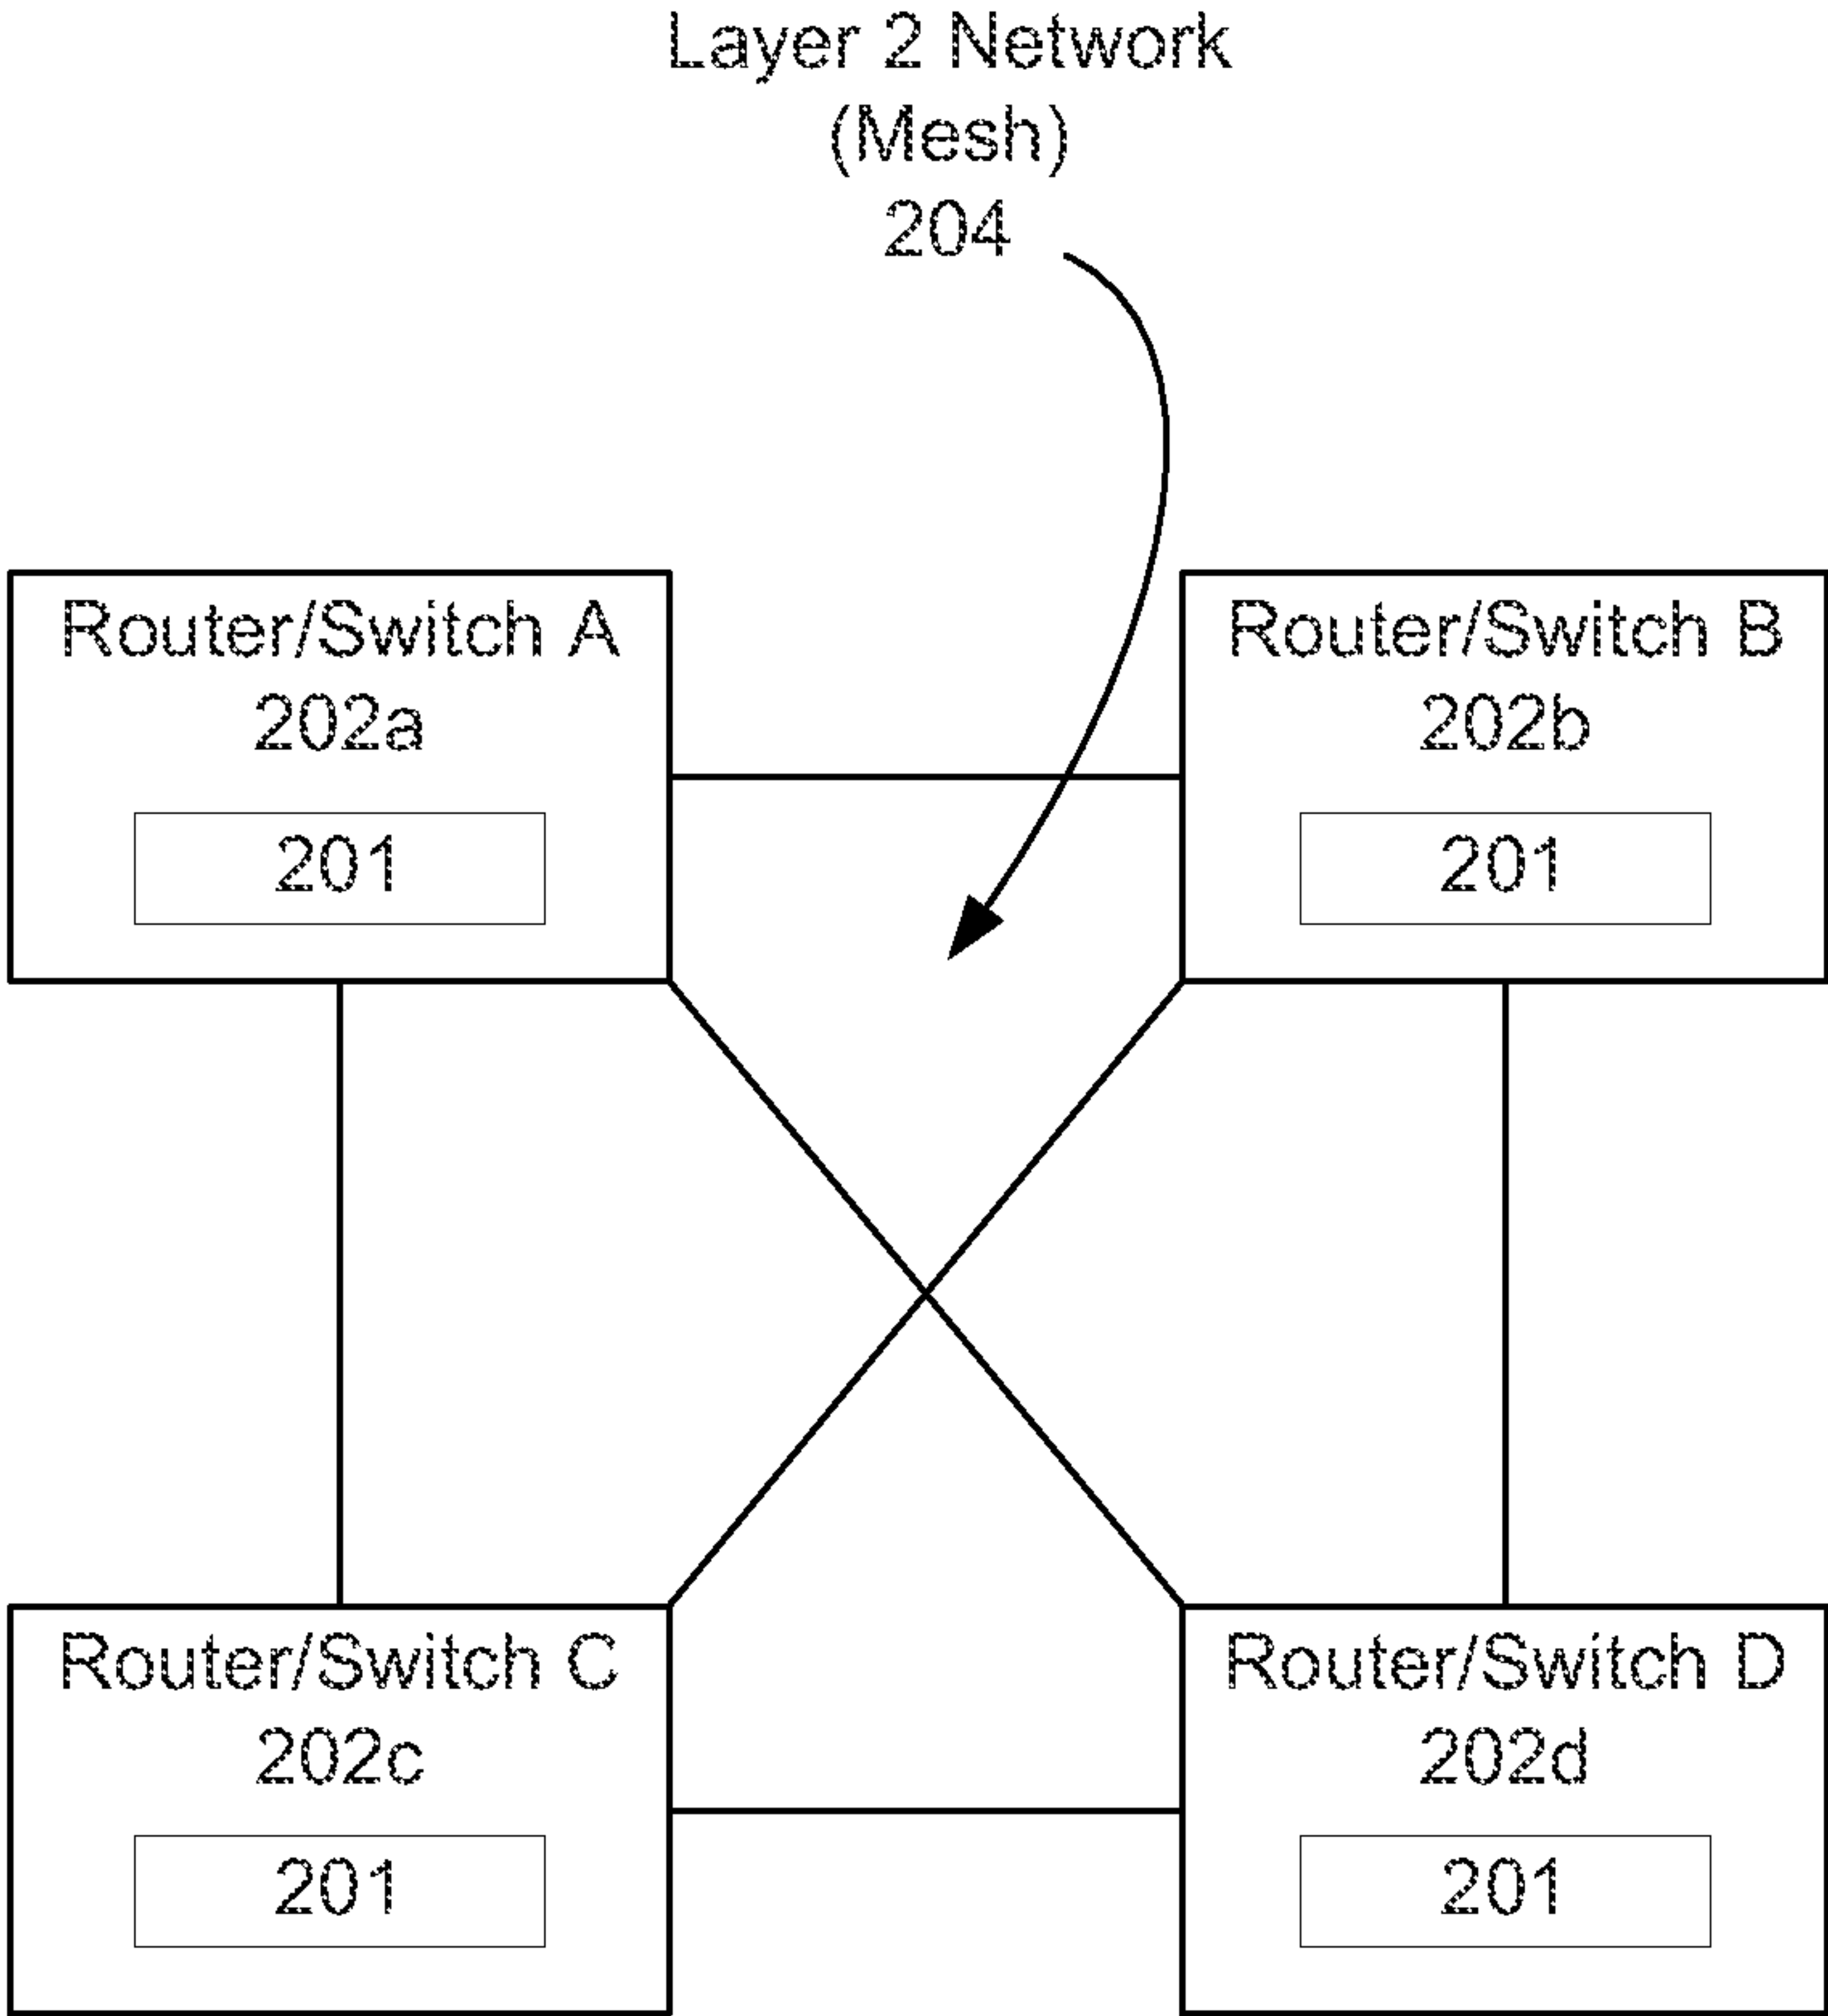 Layer 2 Network
(Mesh)
204
Router/Switch A
202a
201
Router/Switch B
202b
201
Router/Switch C
202c
201
Router/Switch D
202d
201